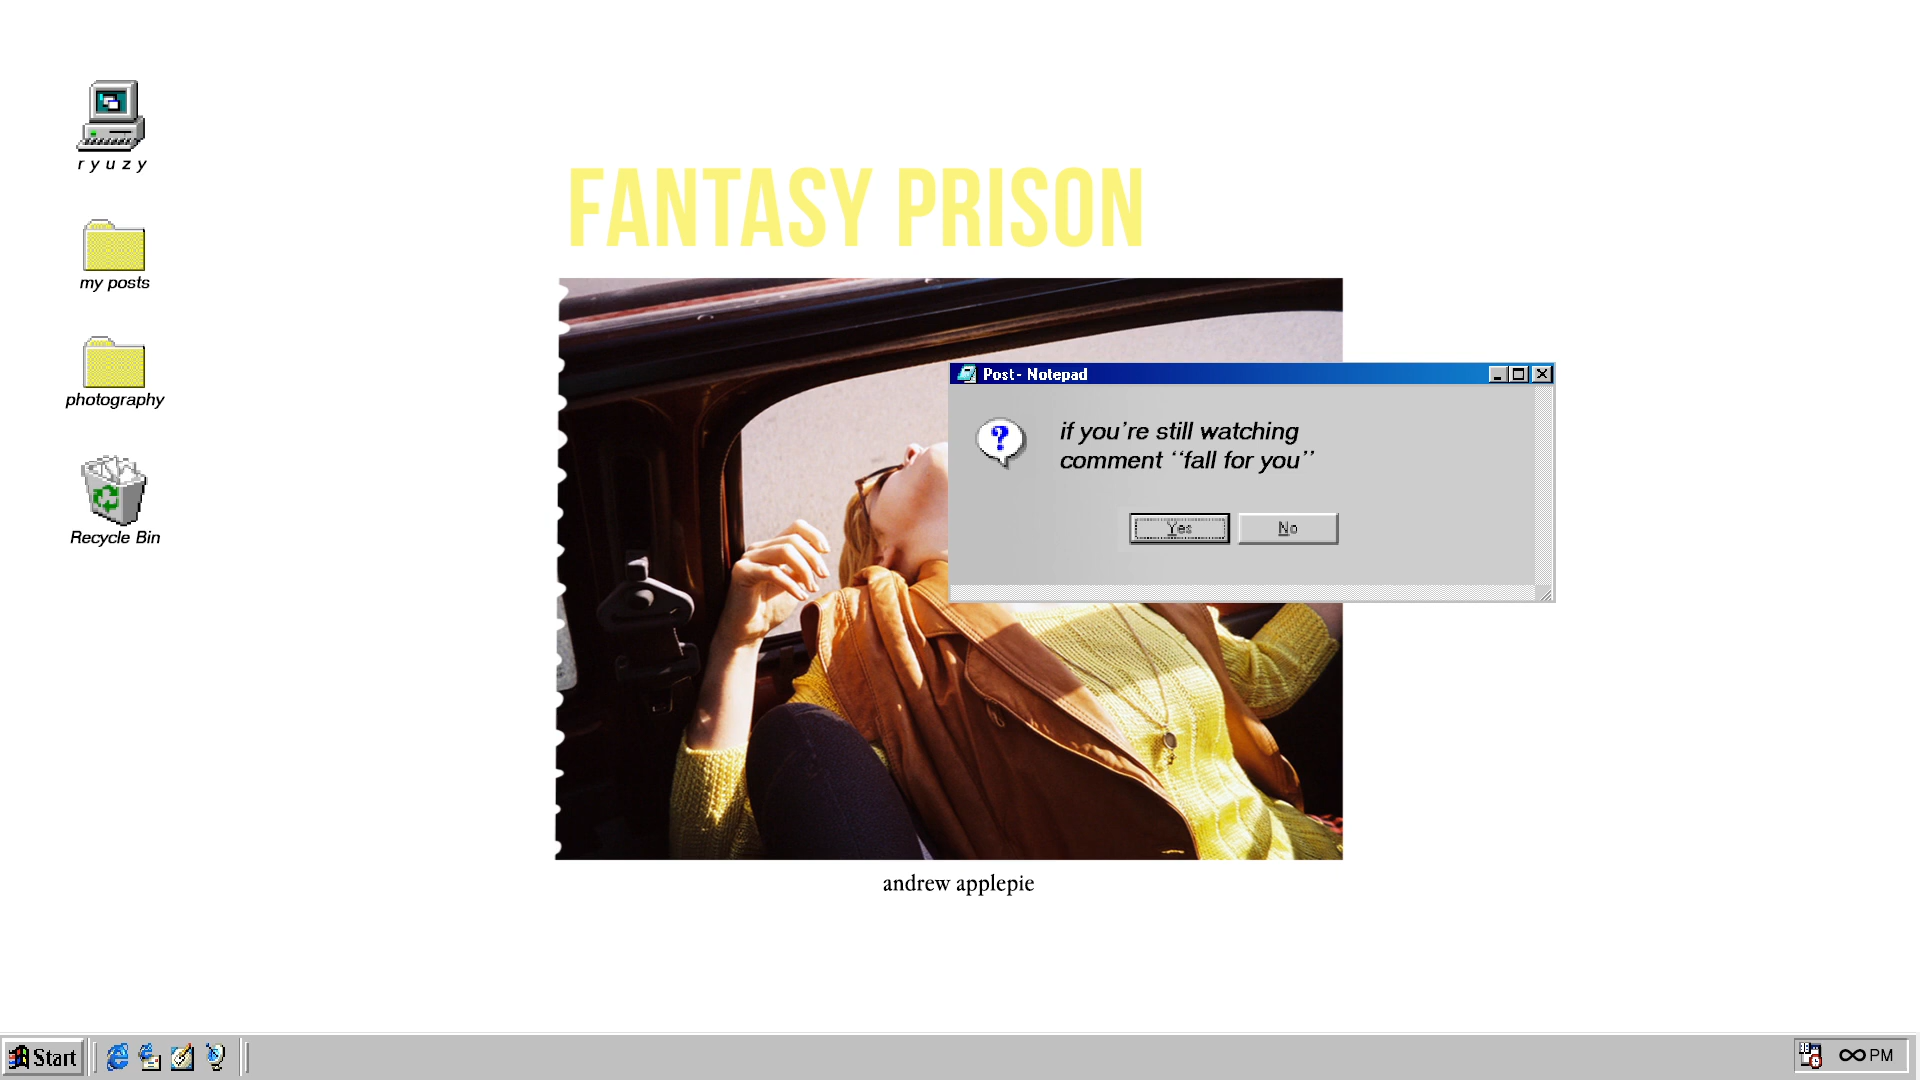 r y u z y
my posts
photography
Recycle Bin
FANTASY PRISON
Post - Notepad
if you're still watching
comment ‘‘fall for you’’
Yes
No
andrew applepie
Start
∞ PM